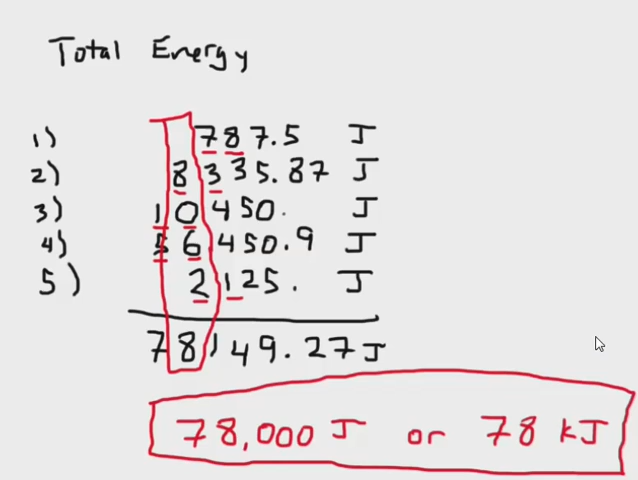 Total Energy
1) 787.5 J
2) 8335.87 J
3) 10450. J
4) 56450.9 J
5) 2125. J
78149.27 J
78,000 J or 78 kJ